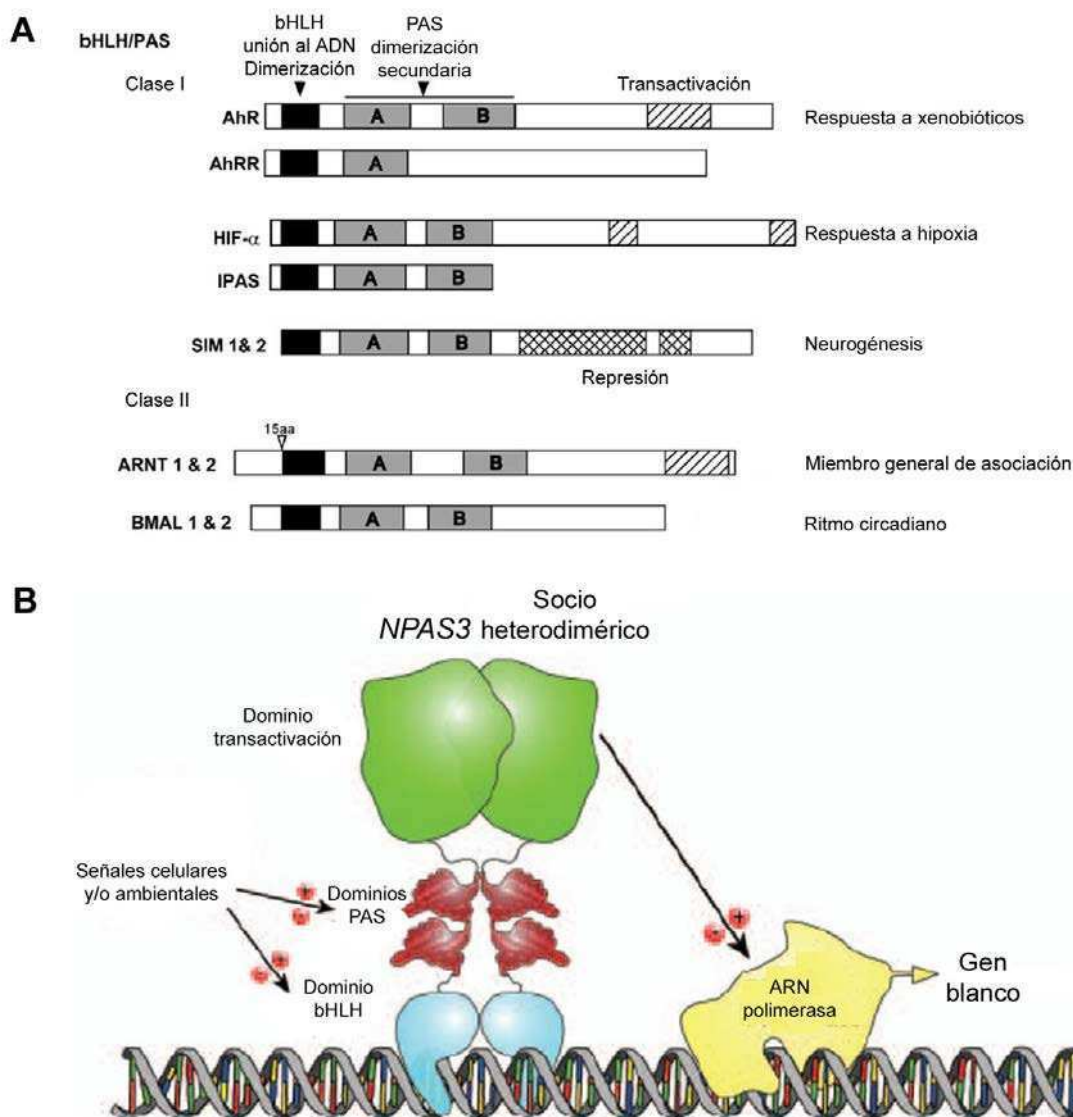 A
bHLH/PAS
bHLH
unión al ADN
Dimerización
PAS
dimerización
secundaria
Clase I
Transactivación
AhR
A
B
Respuesta a xenobióticos
AhRR
A
HIF-α
A
B
Respuesta a hipoxia
IPAS
A
B
SIM 1& 2
A
B
Neurogénesis
Represión
Clase II
15aa
ARNT 1 & 2
A
B
Miembro general de asociación
BMAL 1 & 2
A
B
Ritmo circadiano
B
Socio
NPAS3 heterodimérico
Dominio
transactivación
Señales celulares
y/o ambientales
+
-
Dominios
PAS
+
-
Dominio
bHLH
+
-
ARN
polimerasa
Gen
blanco